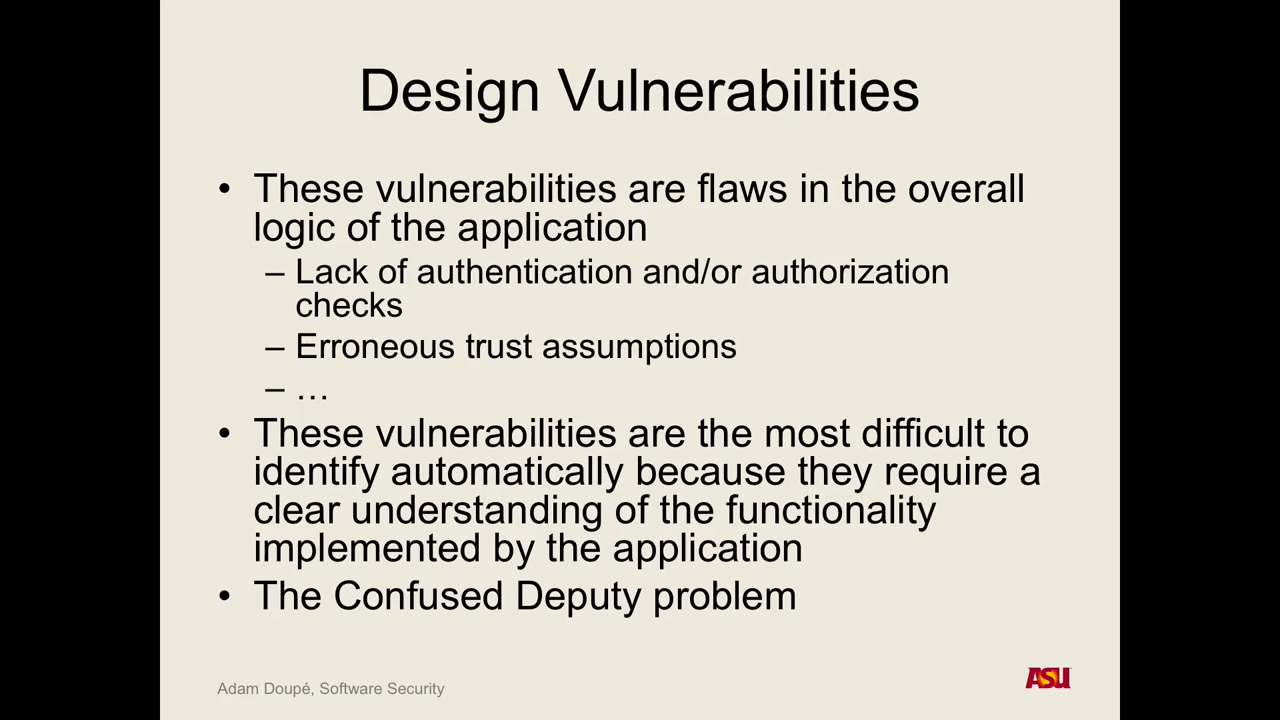 Design Vulnerabilities
• These vulnerabilities are flaws in the overall
logic of the application
– Lack of authentication and/or authorization
checks
– Erroneous trust assumptions
– …
• These vulnerabilities are the most difficult to
identify automatically because they require a
clear understanding of the functionality
implemented by the application
• The Confused Deputy problem
Adam Doupé, Software Security
ASU